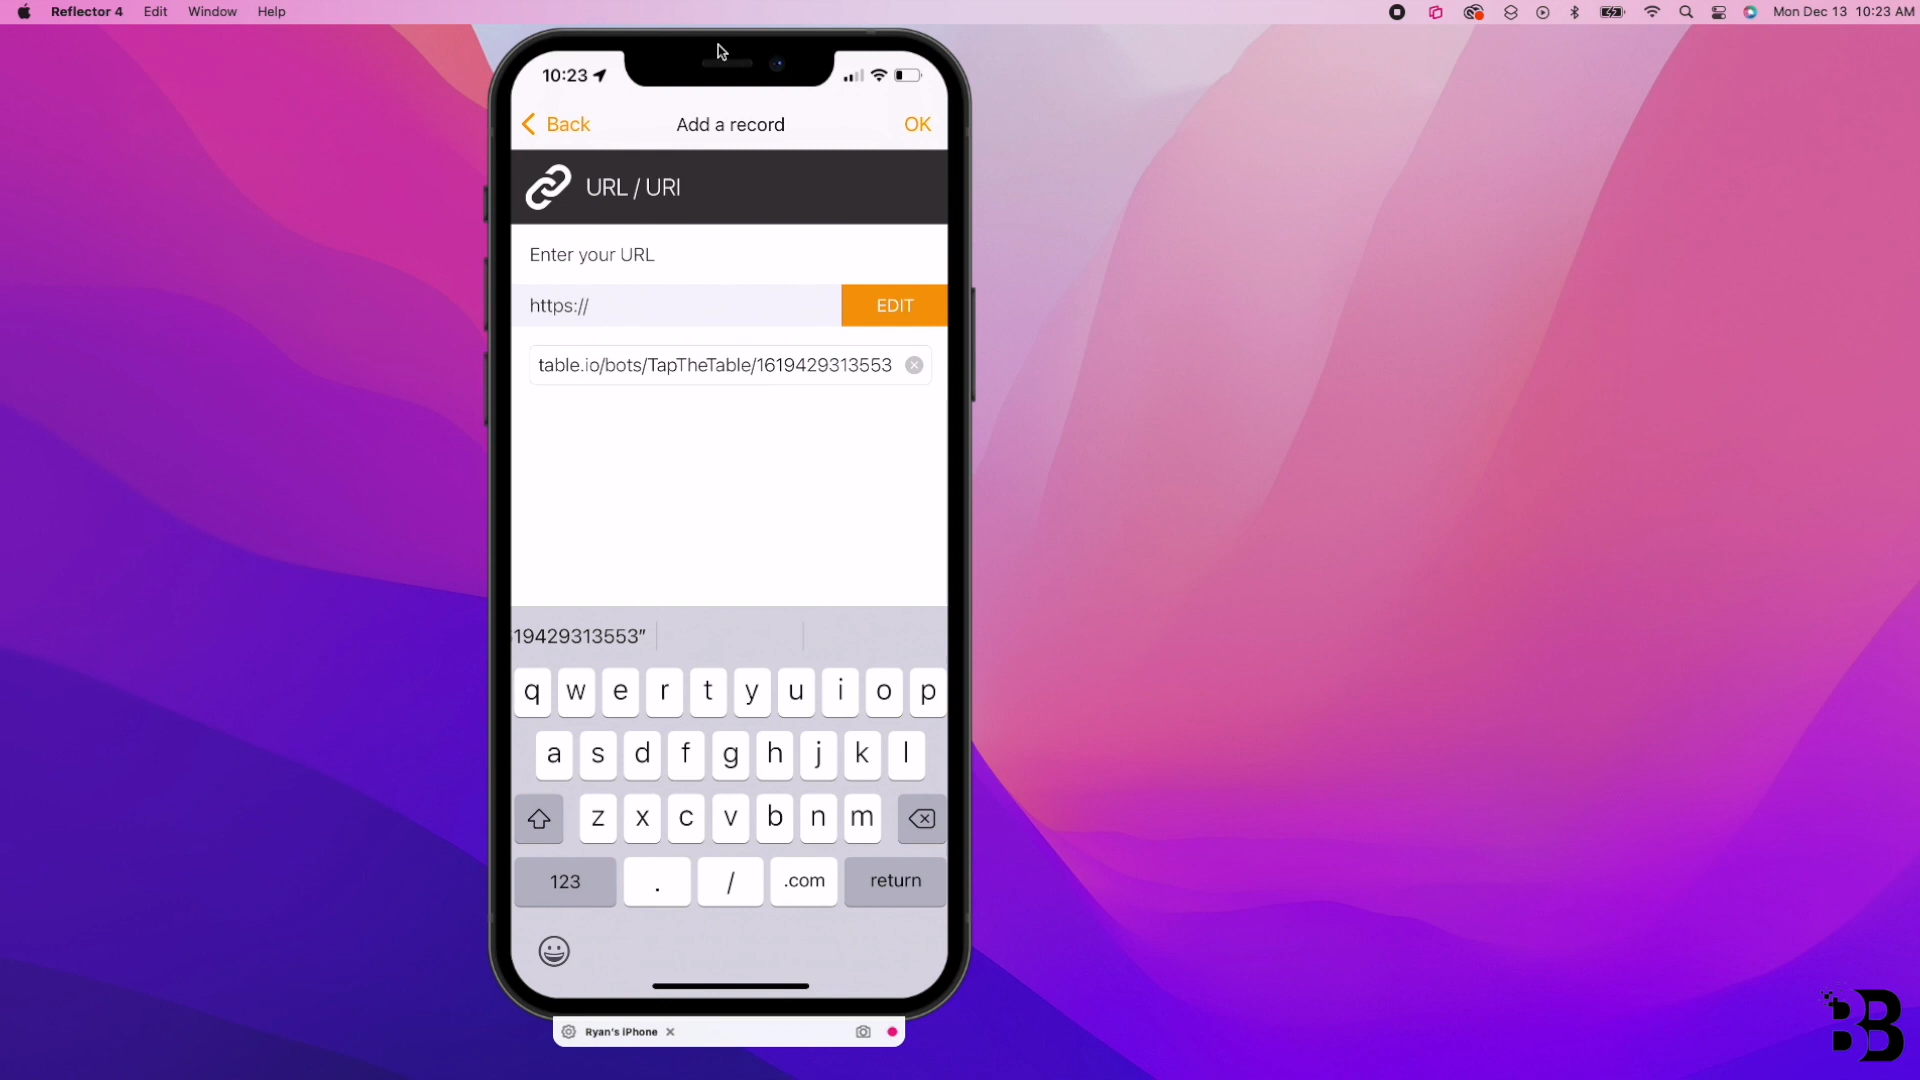 Reflector 4 Edit Window Help
Mon Dec 13 10:23 AM
10:23
Back
Add a record
OK
URL / URI
Enter your URL
https://
EDIT
table.io/bots/TapTheTable/1619429313553
19429313553"
q w e r t y u i o p
a s d f g h j k l
z x c v b n m
123 . / .com return
Ryan's iPhone
BB